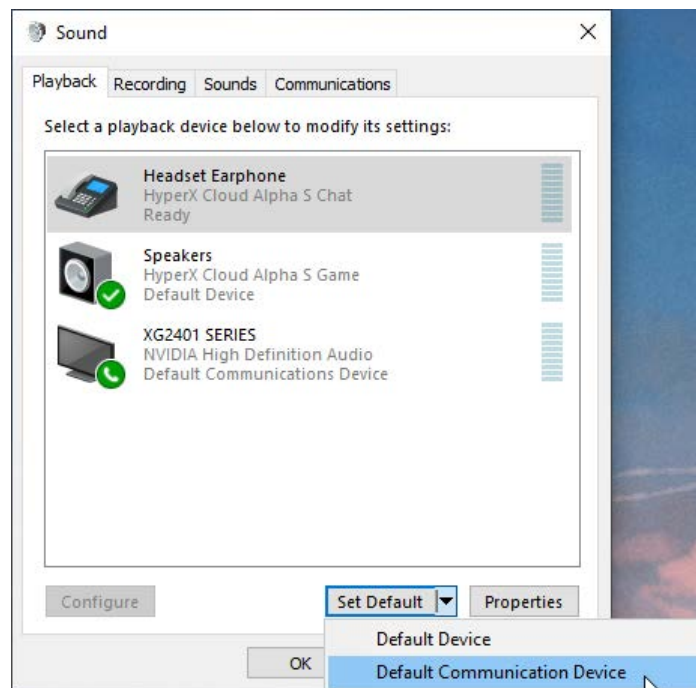 Sound
Playback Recording Sounds Communications
Select a playback device below to modify its settings:
Headset Earphone
HyperX Cloud Alpha S Chat
Ready
Speakers
HyperX Cloud Alpha S Game
Default Device
XG2401 SERIES
NVIDIA High Definition Audio
Default Communications Device
Configure Set Default Properties
Default Device
OK Default Communication Device